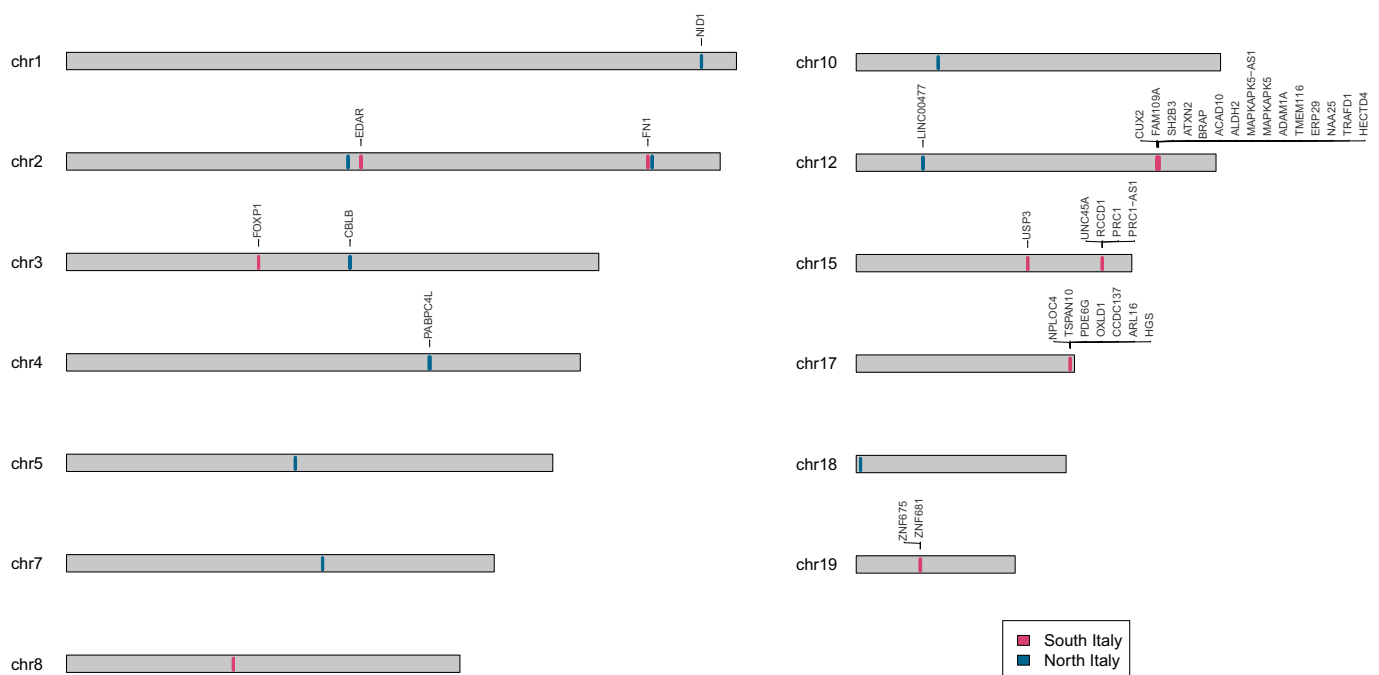 chr1
NID1
chr2
EDAR
FN1
chr3
FOXP1
CBLB
chr4
PABPC4L
chr5
chr7
chr8
chr10
chr12
LINC00477
CUX2
FAM109A
SH2B3
ATXN2
BRAP
ACAD10
ALDH2
MAPKAPK5−AS1
MAPKAPK5
ADAM1A
TMEM116
ERP29
NAA25
TRAFD1
HECTD4
chr15
USP3
UNC45A
RCCD1
PRC1
PRC1−AS1
chr17
NPLOC4
TSPAN10
PDE6G
OXLD1
CCDC137
ARL16
HGS
chr18
chr19
ZNF675
ZNF681
South Italy
North Italy